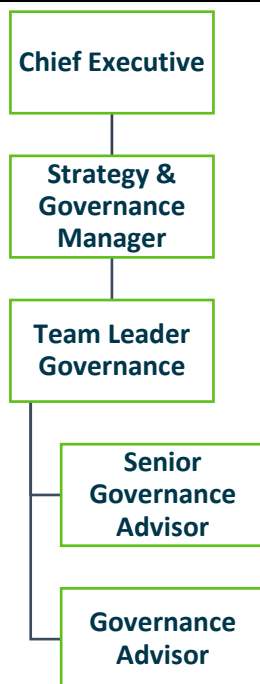 Chief Executive
Strategy &
Governance
Manager
Team Leader
Governance
Senior
Governance
Advisor
Governance
Advisor